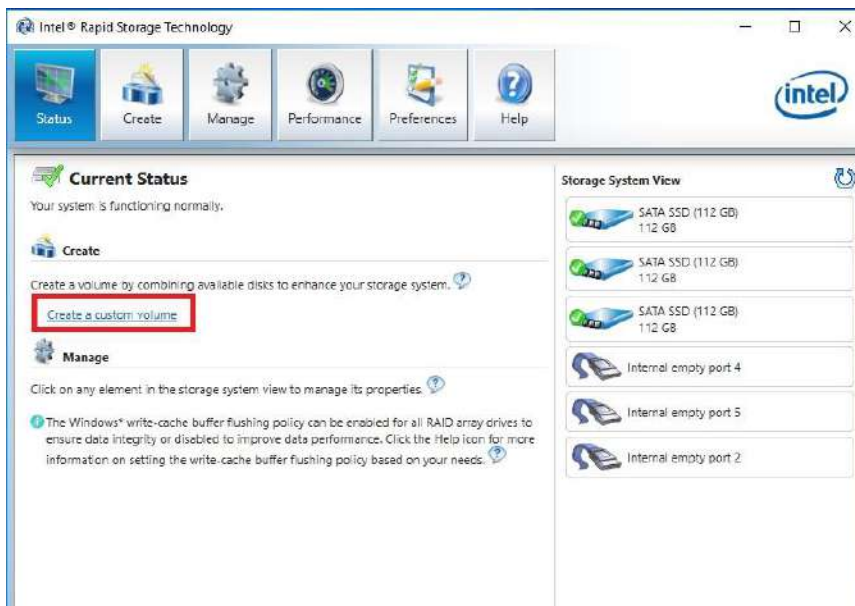 Intel® Rapid Storage Technology
Status
Create
Manage
Performance
Preferences
Help
intel
Current Status
Your system is functioning normally.
Create
Create a volume by combining available disks to enhance your storage system.
Create a custom volume
Manage
Click on any element in the storage system view to manage its properties.
The Windows* write-cache buffer flushing policy can be enabled for all RAID array drives to
ensure data integrity or disabled to improve data performance. Click the Help icon for more
information on setting the write-cache buffer flushing policy based on your needs.
Storage System View
SATA SSD (112 GB)
112 GB
SATA SSD (112 GB)
112 GB
SATA SSD (112 GB)
112 GB
Internal empty port 4
Internal empty port 5
Internal empty port 2